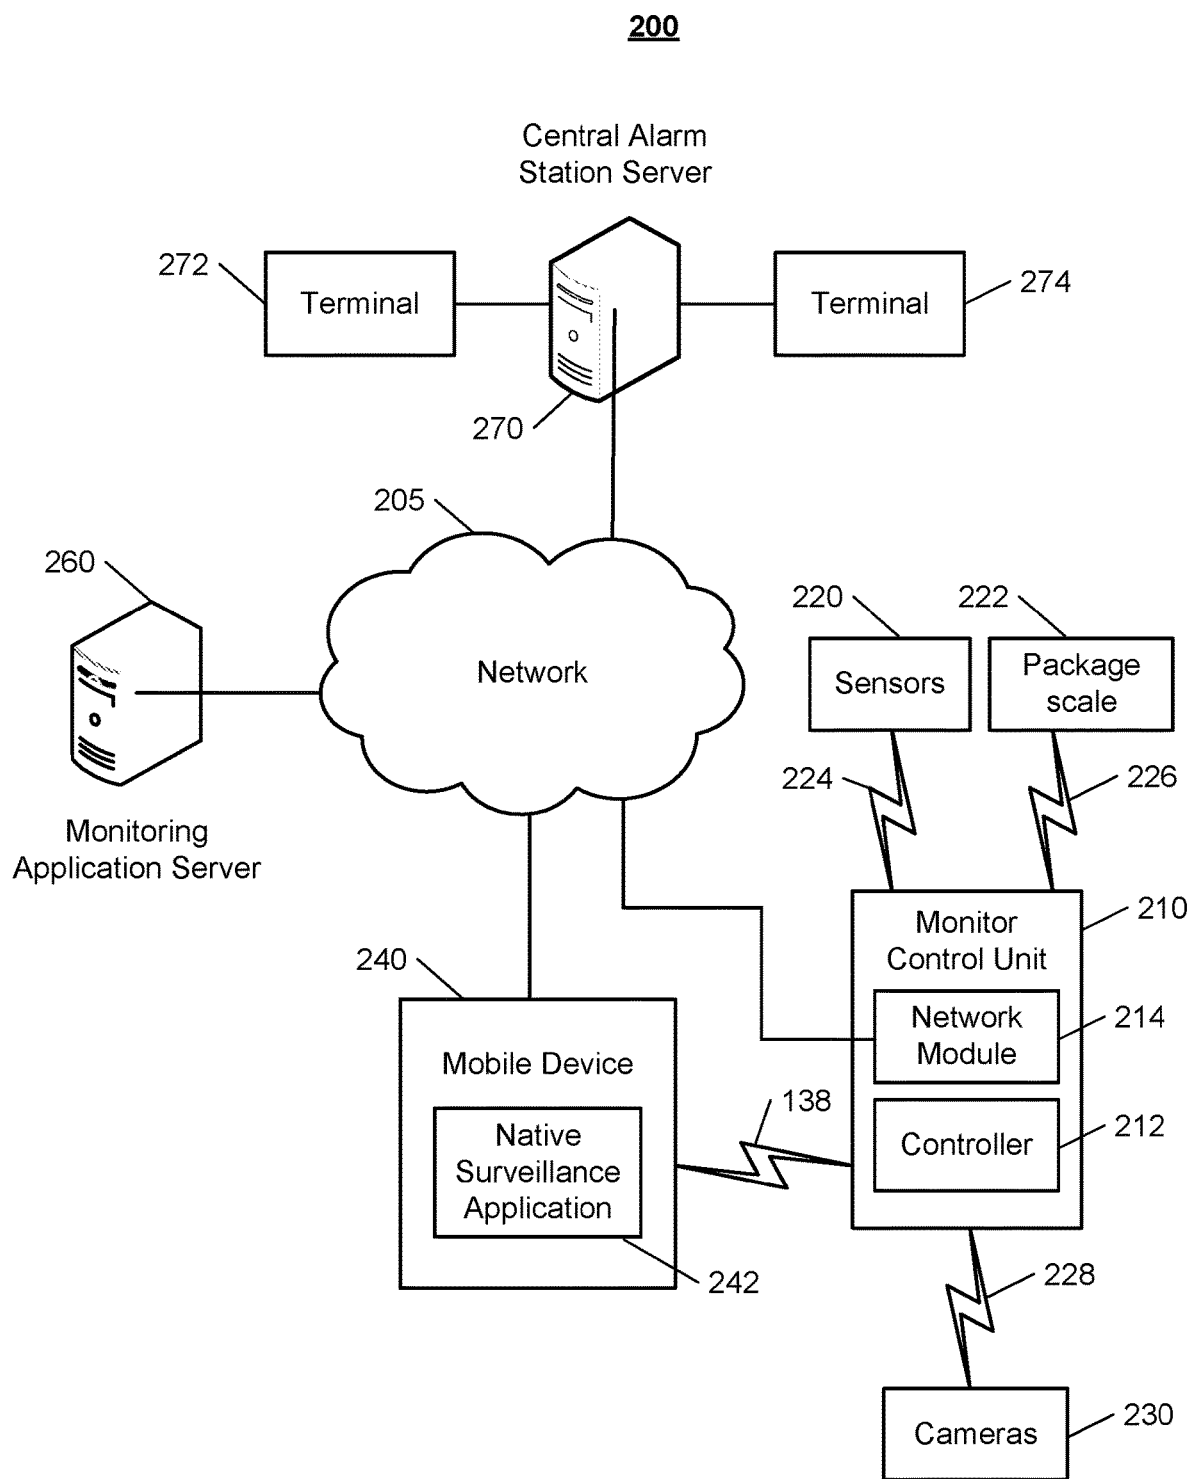 200
Central Alarm
Station Server
272
Terminal
Terminal
274
270
205
260
Network
220
222
Sensors
Package
scale
224
226
Monitoring
Application Server
Monitor
Control Unit
210
240
Network
Module
214
Mobile Device
138
Controller
212
Native
Surveillance
Application
242
228
Cameras
230